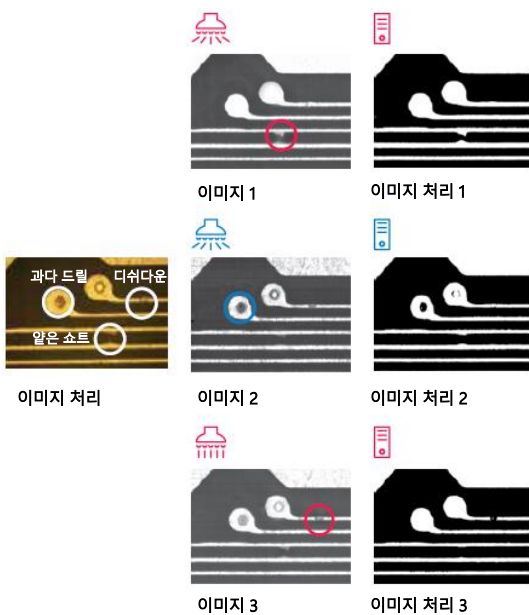 이미지 1
이미지 처리 1
과다 드릴
디쉬다운
얕은 쇼트
이미지 처리
이미지 2
이미지 처리 2
이미지 3
이미지 처리 3